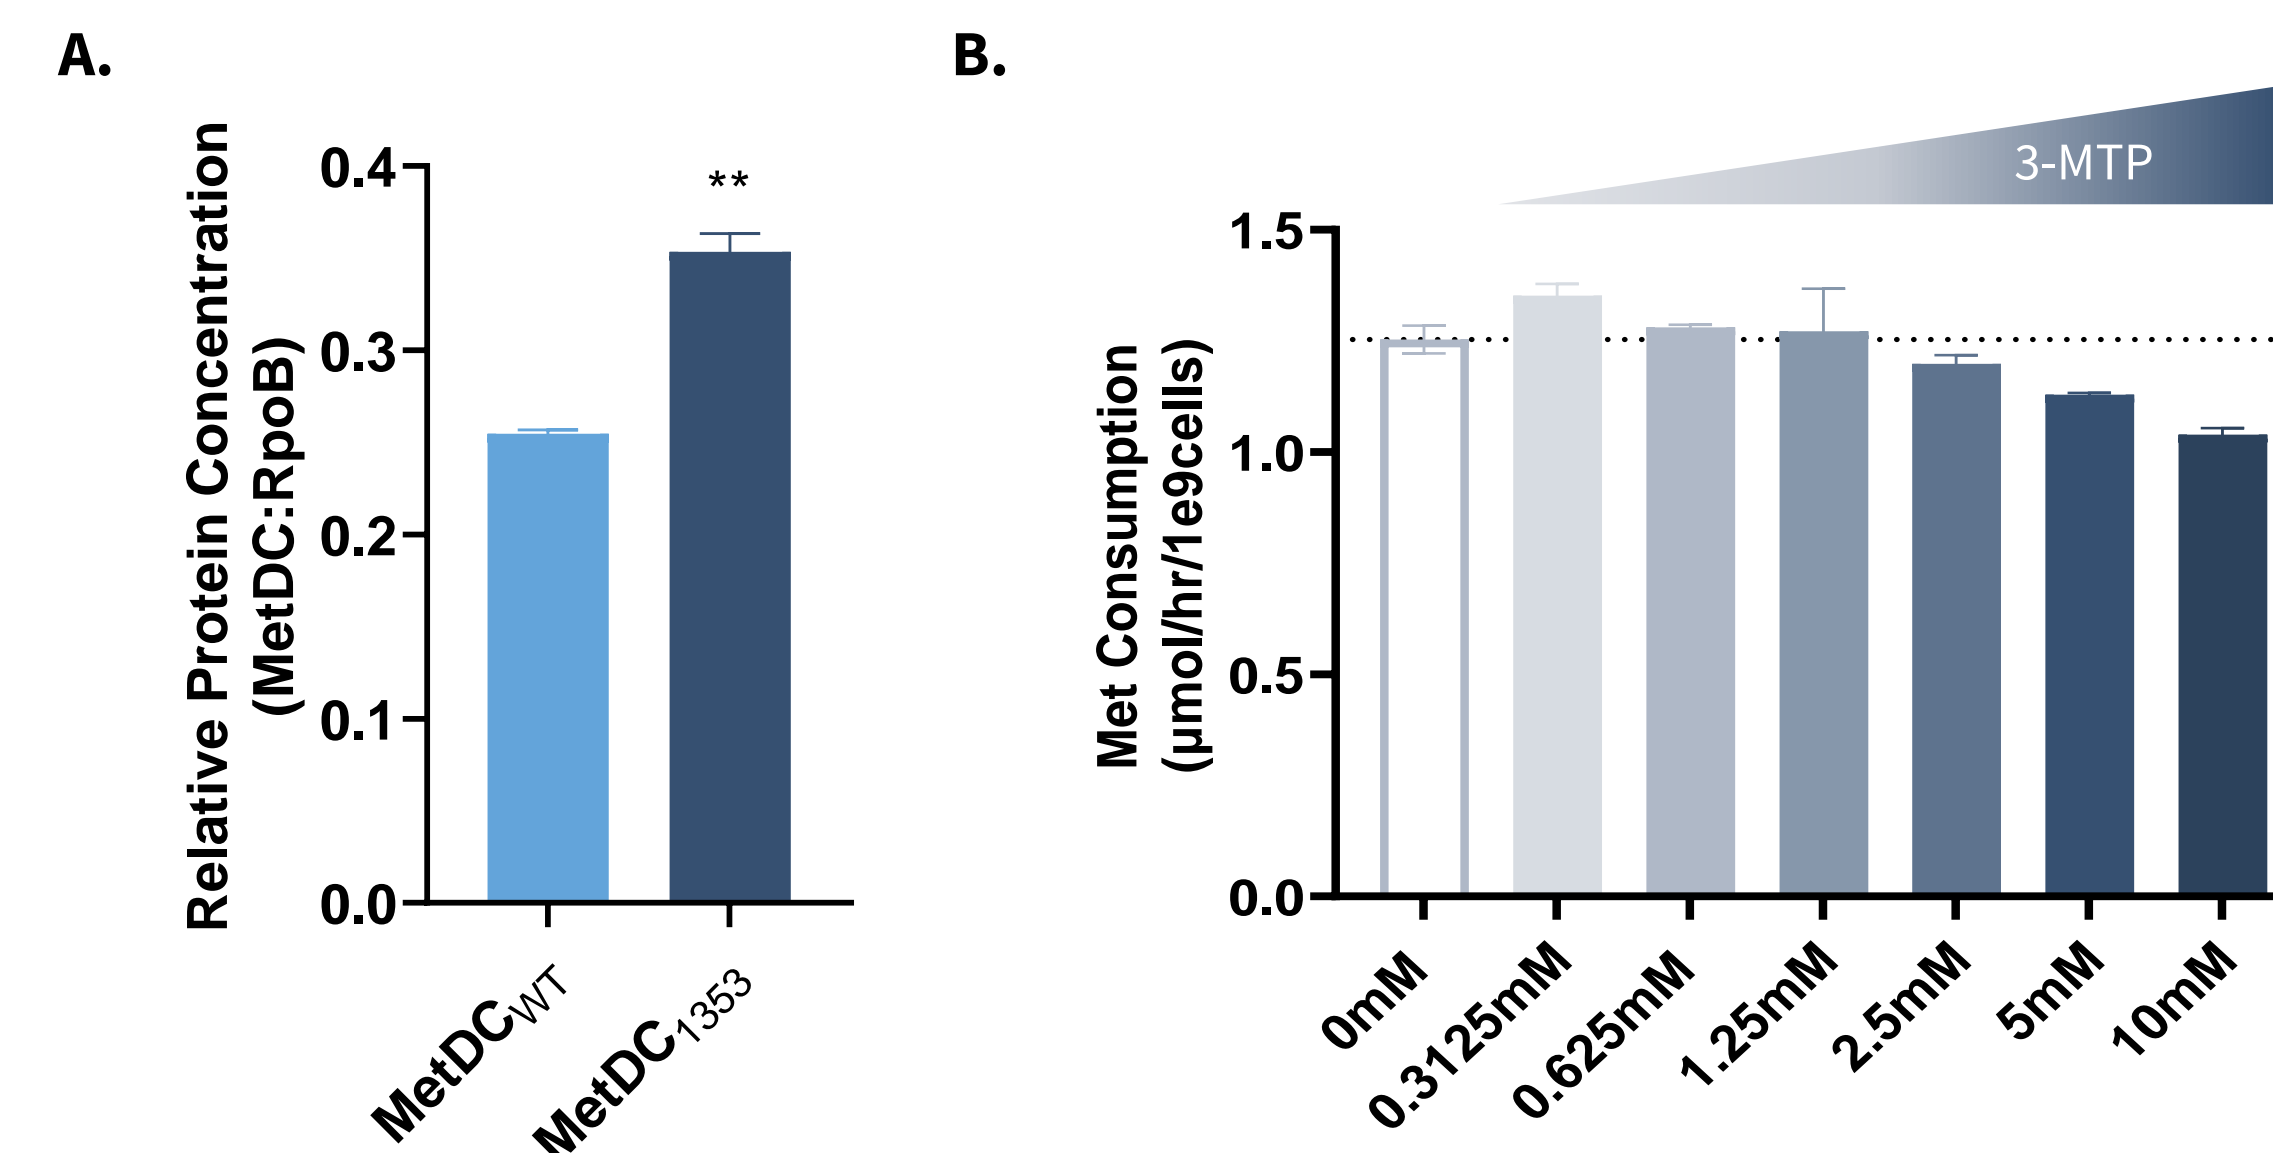 A.
Relative Protein Concentration
(MetDC:RpoB)
0.4
0.3
0.2
0.1
0.0
**
MetDCWT
MetDC1353
B.
3-MTP
Met Consumption
(µmol/hr/1e9cells)
1.5
1.0
0.5
0.0
0mM
0.3125mM
0.625mM
1.25mM
2.5mM
5mM
10mM